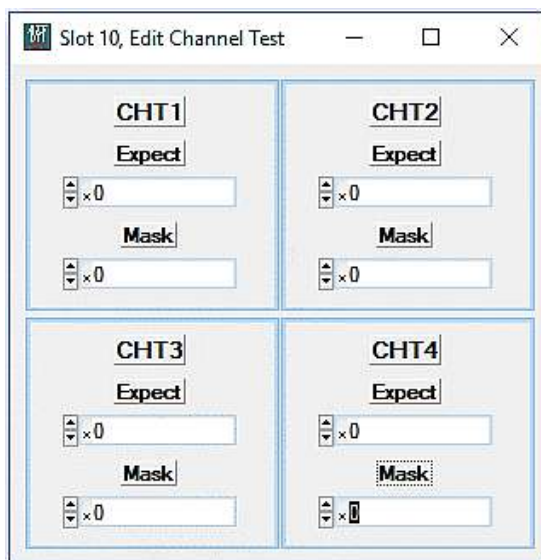 Slot 10, Edit Channel Test
CHT1
Expect
x0
Mask
x0
CHT2
Expect
x0
Mask
x0
CHT3
Expect
x0
Mask
x0
CHT4
Expect
x0
Mask
x0